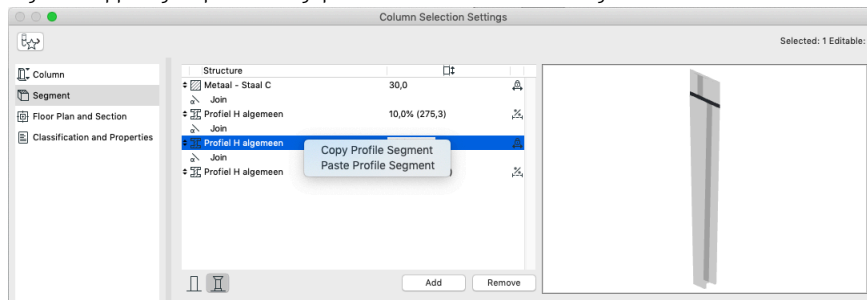 Column Selection Settings
Selected: 1 Editable:
Column
Segment
Floor Plan and Section
Classification and Properties
Structure
Metaal - Staal C 30,0
Join
Profiel H algemeen 10,0% (275,3)
Join
Profiel H algemeen
Join
Profiel H algemeen )
Copy Profile Segment
Paste Profile Segment
Add Remove